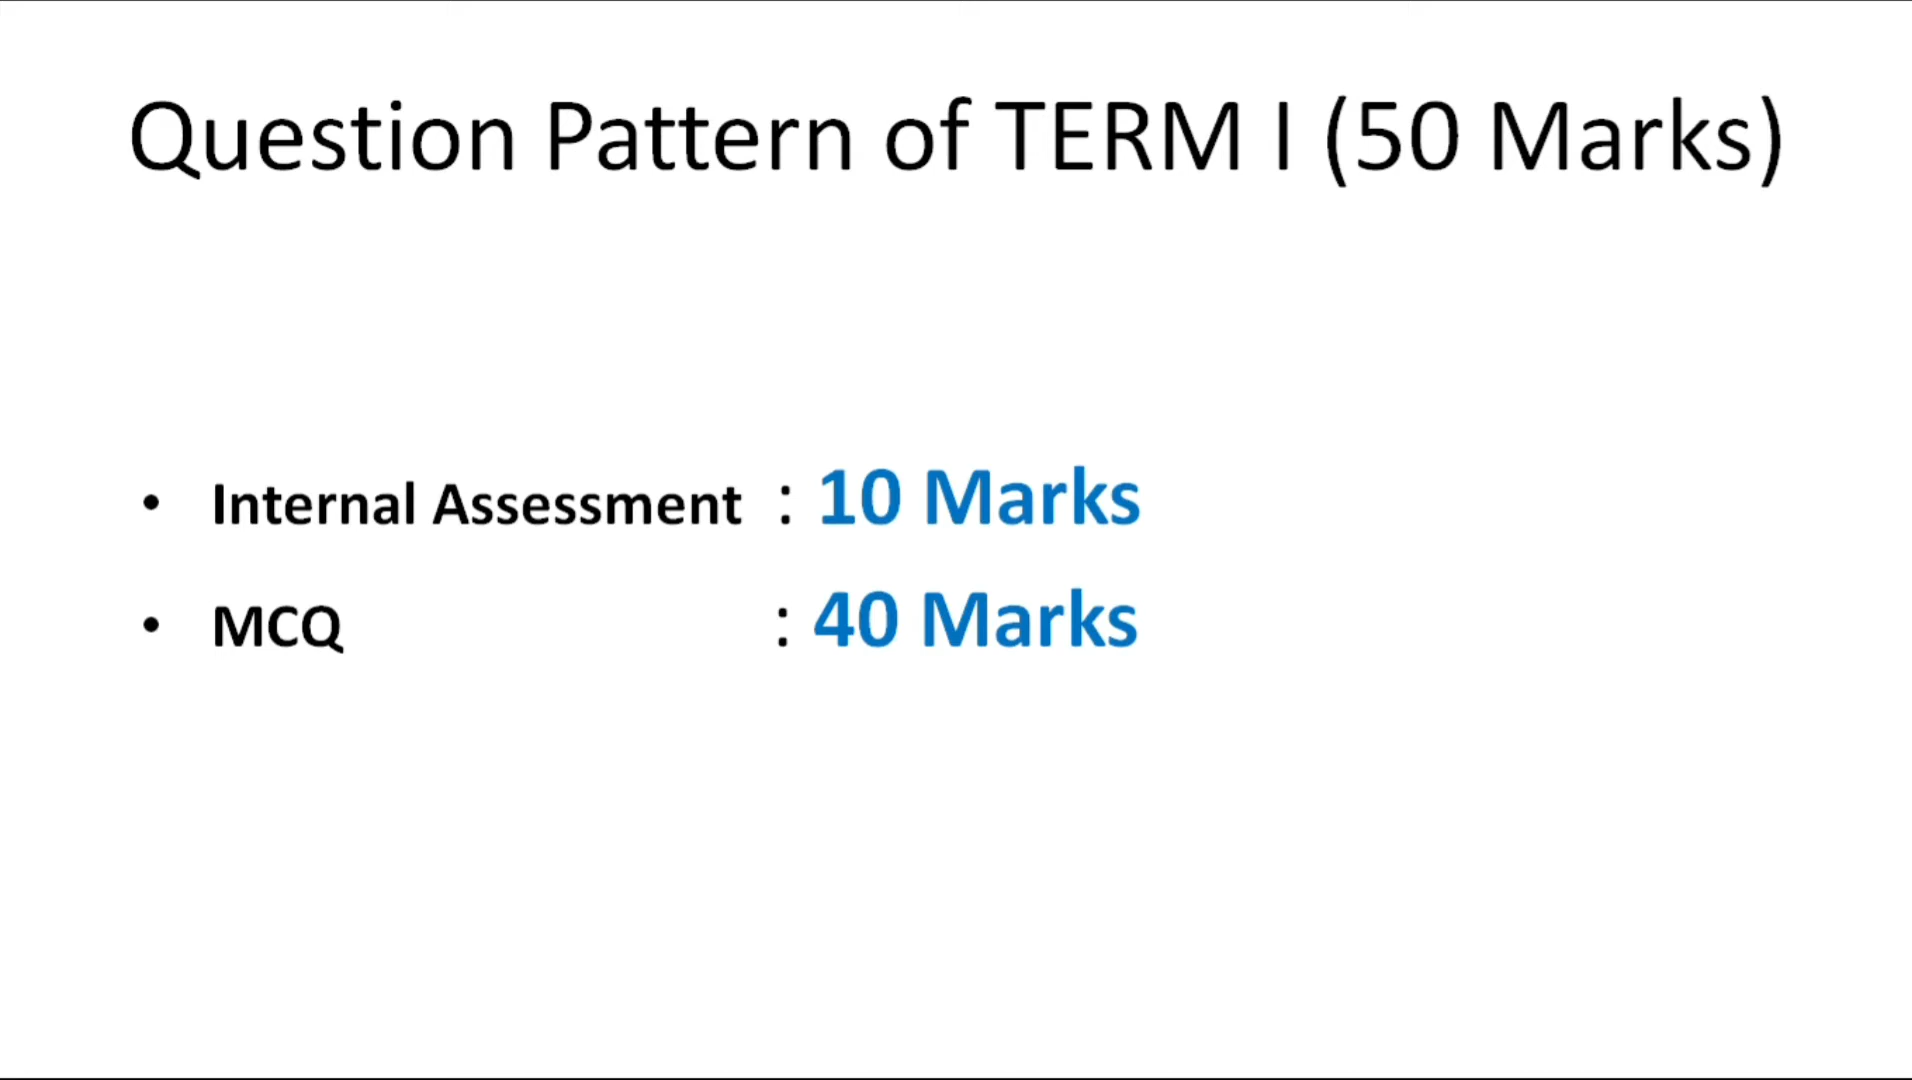 Question Pattern of TERM I (50 Marks)
• Internal Assessment : 10 Marks
• MCQ : 40 Marks